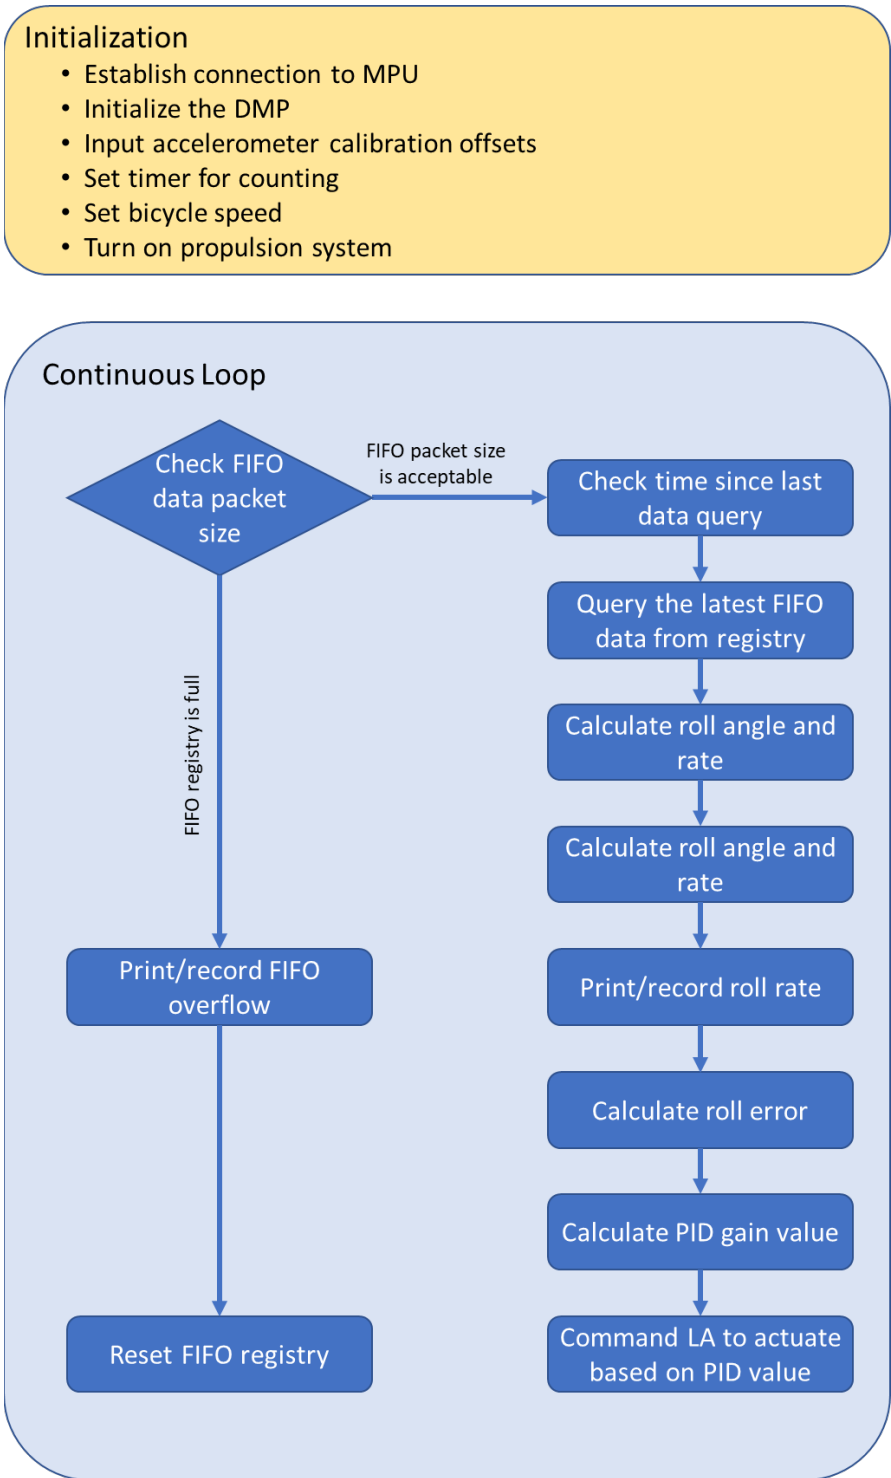 Initialization
• Establish connection to MPU
• Initialize the DMP
• Input accelerometer calibration offsets
• Set timer for counting
• Set bicycle speed
• Turn on propulsion system
Continuous Loop
Check FIFO
data packet
size
FIFO packet size
is acceptable
Check time since last
data query
Query the latest FIFO
data from registry
Calculate roll angle and
rate
Calculate roll angle and
rate
Print/record roll rate
Calculate roll error
Calculate PID gain value
Command LA to actuate
based on PID value
FIFO registry is full
Print/record FIFO
overflow
Reset FIFO registry